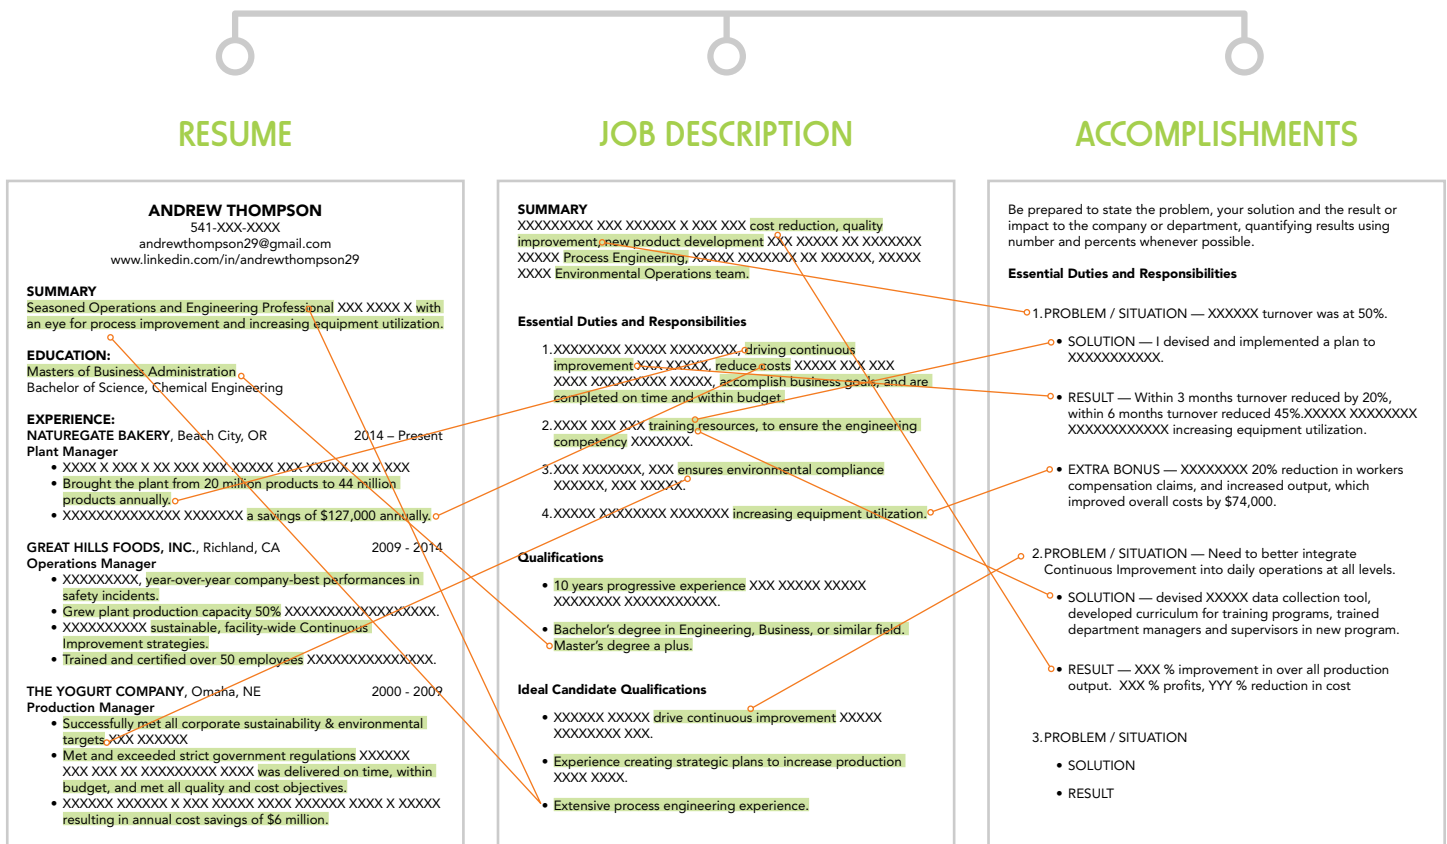 RESUME
ANDREW THOMPSON
541-XXX-XXXX
andrewthompson29@gmail.com
www.linkedin.com/in/andrewthompson29
SUMMARY
Seasoned Operations and Engineering Professional XXX XXXX X with
an eye for process improvement and increasing equipment utilization.
EDUCATION:
Masters of Business Administration
Bachelor of Science, Chemical Engineering
EXPERIENCE:
NATUREGATE BAKERY, Beach City, OR 2014 – Present
Plant Manager
• XXXX X XXX X XX XXX XXX XXXXX XXX XXXXX XX X XXX
• Brought the plant from 20 million products to 44 million
products annually.
• XXXXXXXXXXXXXX XXXXXXX a savings of $127,000 annually.
GREAT HILLS FOODS, INC., Richland, CA 2009 - 2014
Operations Manager
• XXXXXXXXX, year-over-year company-best performances in
safety incidents.
• Grew plant production capacity 50% XXXXXXXXXXXXXXXXXX.
• XXXXXXXXXX sustainable, facility-wide Continuous
Improvement strategies.
• Trained and certified over 50 employees XXXXXXXXXXXXXXX.
THE YOGURT COMPANY, Omaha, NE 2000 - 2009
Production Manager
• Successfully met all corporate sustainability & environmental
targets XXX XXXXXX
• Met and exceeded strict government regulations XXXXXX
XXX XXX XX XXXXXXXXX XXXX was delivered on time, within
budget, and met all quality and cost objectives.
• XXXXXX XXXXXX X XXX XXXXX XXXX XXXXXX XXXX X XXXXX
resulting in annual cost savings of $6 million.
JOB DESCRIPTION
SUMMARY
XXXXXXXXX XXX XXXXXX X XXX XXX cost reduction, quality
improvement, new product development XXX XXXXX XX XXXXXXX
XXXXX Process Engineering, XXXXX XXXXXXX XX XXXXXX, XXXXX
XXXX Environmental Operations team.
Essential Duties and Responsibilities
1. XXXXXXXX XXXXX XXXXXXXX, driving continuous
improvement XXX XXXXX, reduce costs XXXXX XXX XXX
XXXX XXXXXXXXX XXXXX, accomplish business goals, and are
completed on time and within budget.
2. XXXX XXX XXX training resources, to ensure the engineering
competency XXXXXXX.
3. XXX XXXXXXX, XXX ensures environmental compliance
XXXXXX, XXX XXXXX.
4. XXXXX XXXXXXXX XXXXXXX increasing equipment utilization.
Qualifications
• 10 years progressive experience XXX XXXXX XXXXX
XXXXXXXX XXXXXXXXXXX.
• Bachelor's degree in Engineering, Business, or similar field.
Master's degree a plus.
Ideal Candidate Qualifications
• XXXXXX XXXXX drive continuous improvement XXXXX
XXXXXXXX XXX.
• Experience creating strategic plans to increase production
XXXX XXXX.
• Extensive process engineering experience.
ACCOMPLISHMENTS
Be prepared to state the problem, your solution and the result or
impact to the company or department, quantifying results using
number and percents whenever possible.
Essential Duties and Responsibilities
1. PROBLEM / SITUATION — XXXXXX turnover was at 50%.
• SOLUTION — I devised and implemented a plan to
XXXXXXXXXXX.
• RESULT — Within 3 months turnover reduced by 20%,
within 6 months turnover reduced 45%.XXXXX XXXXXXXX
XXXXXXXXXXXX increasing equipment utilization.
• EXTRA BONUS — XXXXXXXX 20% reduction in workers
compensation claims, and increased output, which
improved overall costs by $74,000.
2. PROBLEM / SITUATION — Need to better integrate
Continuous Improvement into daily operations at all levels.
• SOLUTION — devised XXXXX data collection tool,
developed curriculum for training programs, trained
department managers and supervisors in new program.
• RESULT — XXX % improvement in over all production
output. XXX % profits, YYY % reduction in cost
3. PROBLEM / SITUATION
• SOLUTION
• RESULT